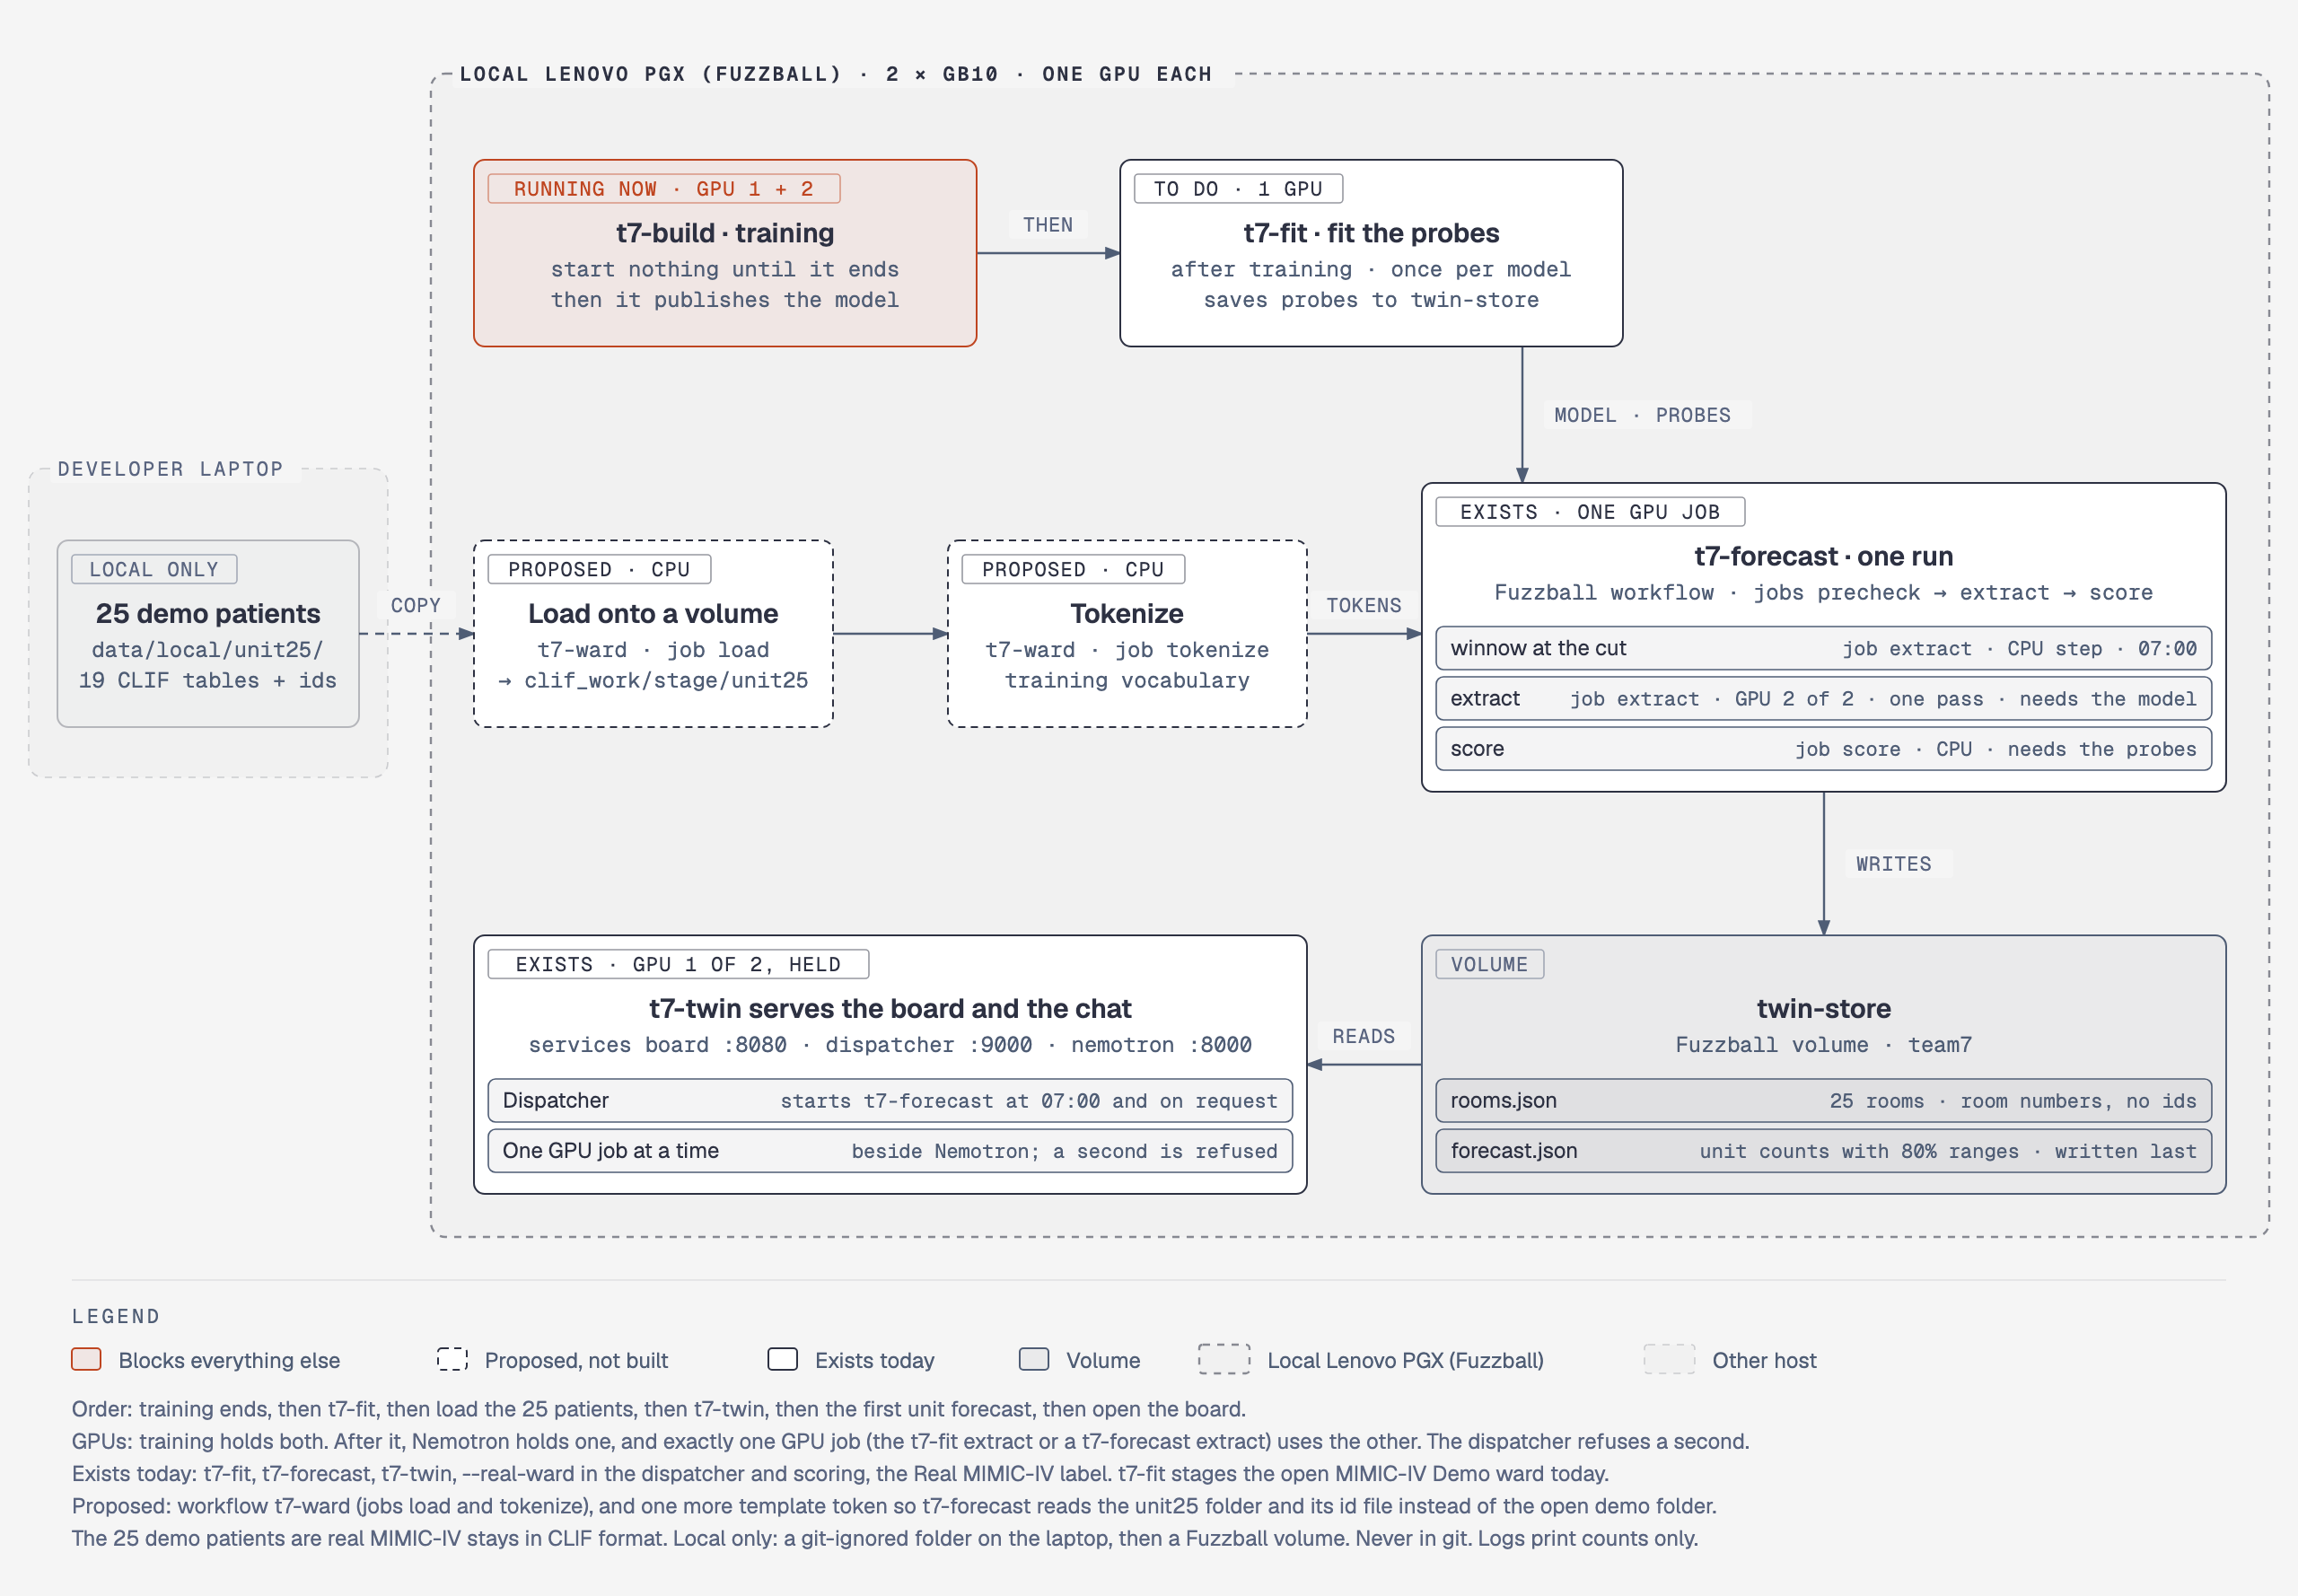 LOCAL LENOVO PGX (FUZZBALL) · 2 × GB10 · ONE GPU EACH
RUNNING NOW · GPU 1 + 2
t7-build · training
start nothing until it ends
then it publishes the model
THEN
TO DO · 1 GPU
t7-fit · fit the probes
after training · once per model
saves probes to twin-store
MODEL · PROBES
DEVELOPER LAPTOP
LOCAL ONLY
25 demo patients
data/local/unit25/
19 CLIF tables + ids
COPY
PROPOSED · CPU
Load onto a volume
t7-ward · job load
→ clif_work/stage/unit25
PROPOSED · CPU
Tokenize
t7-ward · job tokenize
training vocabulary
TOKENS
EXISTS · ONE GPU JOB
t7-forecast · one run
Fuzzball workflow · jobs precheck → extract → score
winnow at the cut job extract · CPU step · 07:00
extract job extract · GPU 2 of 2 · one pass · needs the model
score job score · CPU · needs the probes
WRITES
EXISTS · GPU 1 OF 2, HELD
t7-twin serves the board and the chat
services board :8080 · dispatcher :9000 · nemotron :8000
Dispatcher starts t7-forecast at 07:00 and on request
One GPU job at a time beside Nemotron; a second is refused
READS
VOLUME
twin-store
Fuzzball volume · team7
rooms.json 25 rooms · room numbers, no ids
forecast.json unit counts with 80% ranges · written last
LEGEND
Blocks everything else
Proposed, not built
Exists today
Volume
Local Lenovo PGX (Fuzzball)
Other host
Order: training ends, then t7-fit, then load the 25 patients, then t7-twin, then the first unit forecast, then open the board.
GPUs: training holds both. After it, Nemotron holds one, and exactly one GPU job (the t7-fit extract or a t7-forecast extract) uses the other. The dispatcher refuses a second.
Exists today: t7-fit, t7-forecast, t7-twin, --real-ward in the dispatcher and scoring, the Real MIMIC-IV label. t7-fit stages the open MIMIC-IV Demo ward today.
Proposed: workflow t7-ward (jobs load and tokenize), and one more template token so t7-forecast reads the unit25 folder and its id file instead of the open demo folder.
The 25 demo patients are real MIMIC-IV stays in CLIF format. Local only: a git-ignored folder on the laptop, then a Fuzzball volume. Never in git. Logs print counts only.